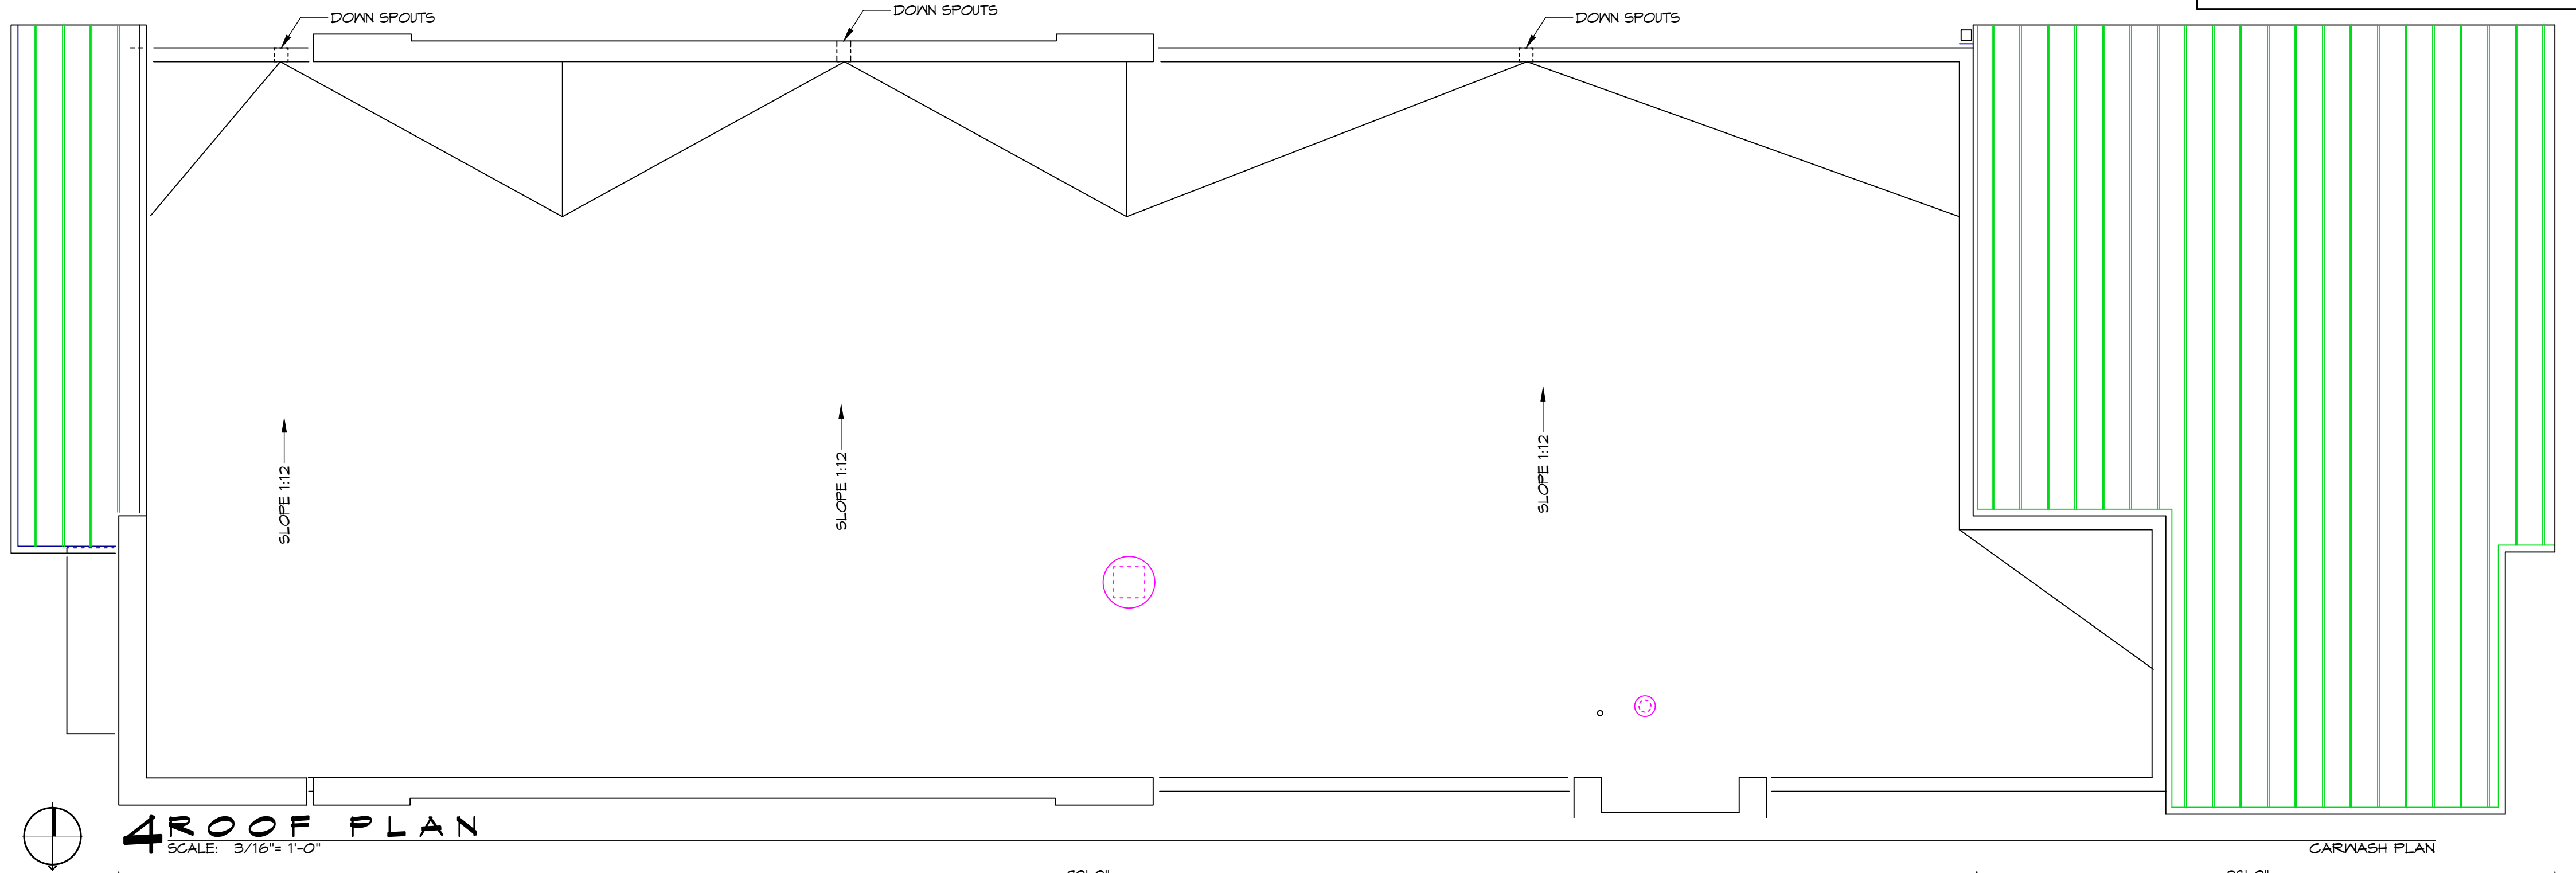 DOWN SPOUTS
DOWN SPOUTS
DOWN SPOUTS
SLOPE 1:12
SLOPE 1:12
SLOPE 1:12
4 ROOF PLAN
SCALE: 3/16"= 1'-0"
CARWASH PLAN